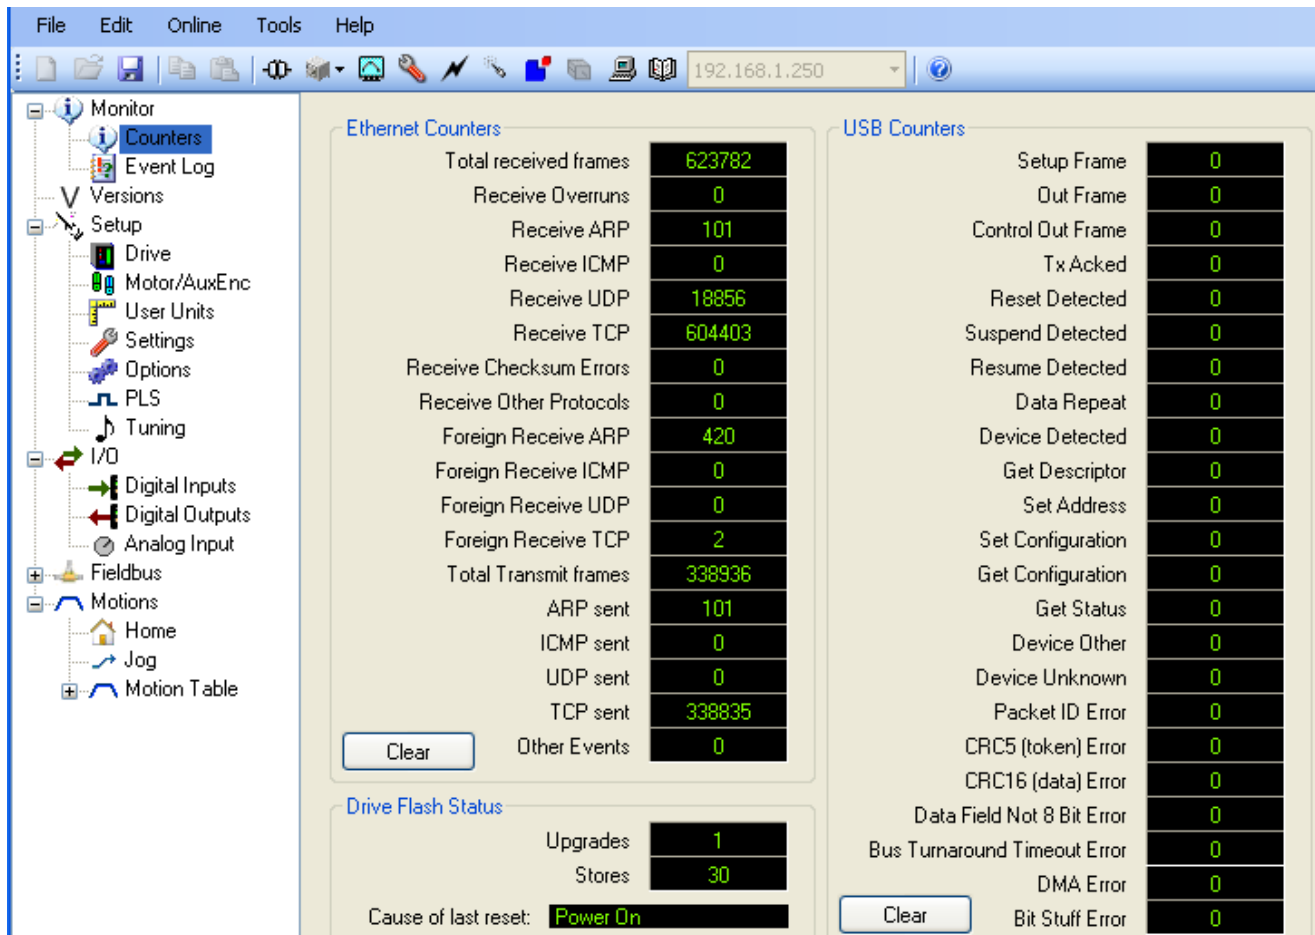 File Edit Online Tools Help
192.168.1.250
Monitor
Counters
Event Log
Versions
Setup
Drive
Motor/AuxEnc
User Units
Settings
Options
PLS
Tuning
I/O
Digital Inputs
Digital Outputs
Analog Input
Fieldbus
Motions
Home
Jog
Motion Table
Ethernet Counters
Total received frames 623782
Receive Overruns 0
Receive ARP 101
Receive ICMP 0
Receive UDP 18856
Receive TCP 604403
Receive Checksum Errors 0
Receive Other Protocols 0
Foreign Receive ARP 420
Foreign Receive ICMP 0
Foreign Receive UDP 0
Foreign Receive TCP 2
Total Transmit frames 338936
ARP sent 101
ICMP sent 0
UDP sent 0
TCP sent 338835
Clear Other Events 0
Drive Flash Status
Upgrades 1
Stores 30
Cause of last reset: Power On
USB Counters
Setup Frame 0
Out Frame 0
Control Out Frame 0
Tx Acked 0
Reset Detected 0
Suspend Detected 0
Resume Detected 0
Data Repeat 0
Device Detected 0
Get Descriptor 0
Set Address 0
Set Configuration 0
Get Configuration 0
Get Status 0
Device Other 0
Device Unknown 0
Packet ID Error 0
CRC5 (token) Error 0
CRC16 (data) Error 0
Data Field Not 8 Bit Error 0
Bus Turnaround Timeout Error 0
DMA Error 0
Clear Bit Stuff Error 0